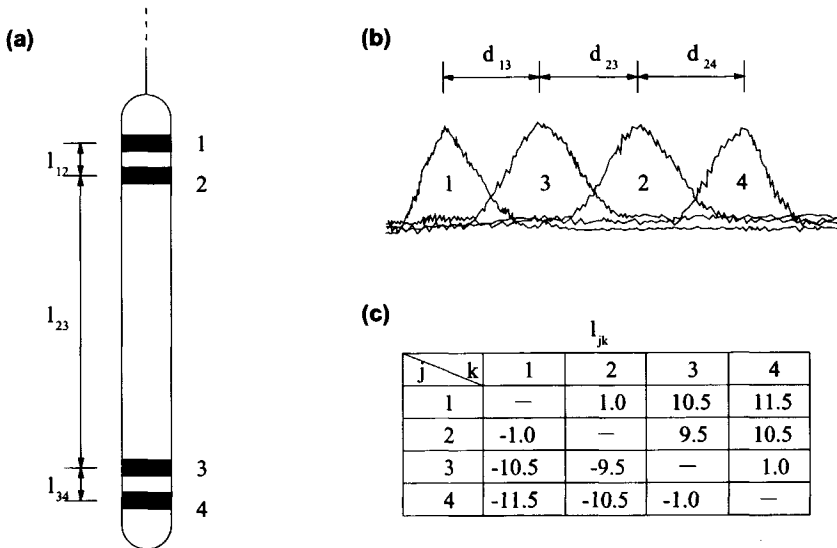 (a)
l₁₂
1
2
l₂₃
3
l₃₄
4
(b)
d₁₃ d₂₃ d₂₄
1 3 2 4
(c)
l_jk
j k 1 2 3 4
1 — 1.0 10.5 11.5
2 -1.0 — 9.5 10.5
3 -10.5 -9.5 — 1.0
4 -11.5 -10.5 -1.0 —